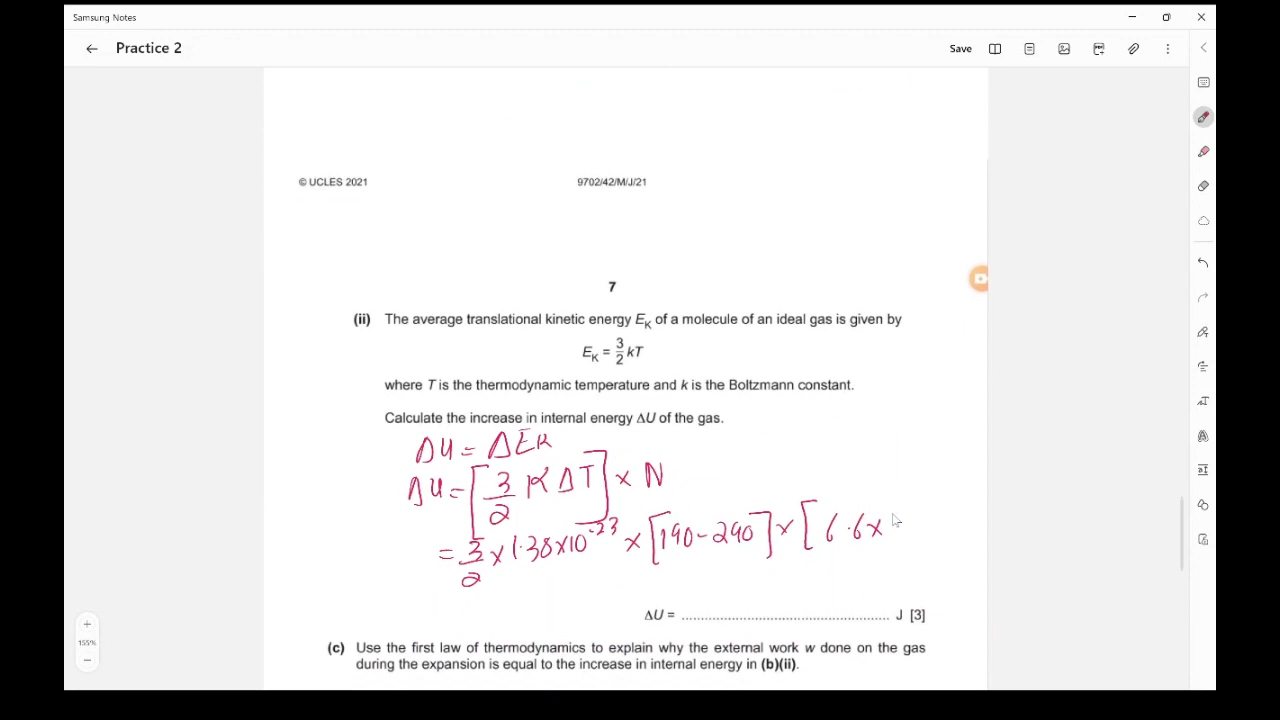 Samsung Notes
Practice 2
Save
© UCLES 2021
9702/42/M/J/21
7
(ii) The average translational kinetic energy EK of a molecule of an ideal gas is given by
EK = 3/2 kT
where T is the thermodynamic temperature and k is the Boltzmann constant.
Calculate the increase in internal energy ΔU of the gas.
ΔU = ΔEK
ΔU = [3/2 K ΔT] × N
= 3/2 × 1.38×10^-23 × [190-290] × [6.6×
ΔU = ................................................ J [3]
(c) Use the first law of thermodynamics to explain why the external work w done on the gas
during the expansion is equal to the increase in internal energy in (b)(ii).
155%